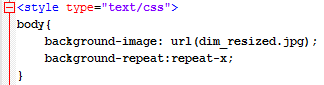 <style type="text/css">
body{
background-image: url(dim_resized.jpg);
background-repeat:repeat-x;
}